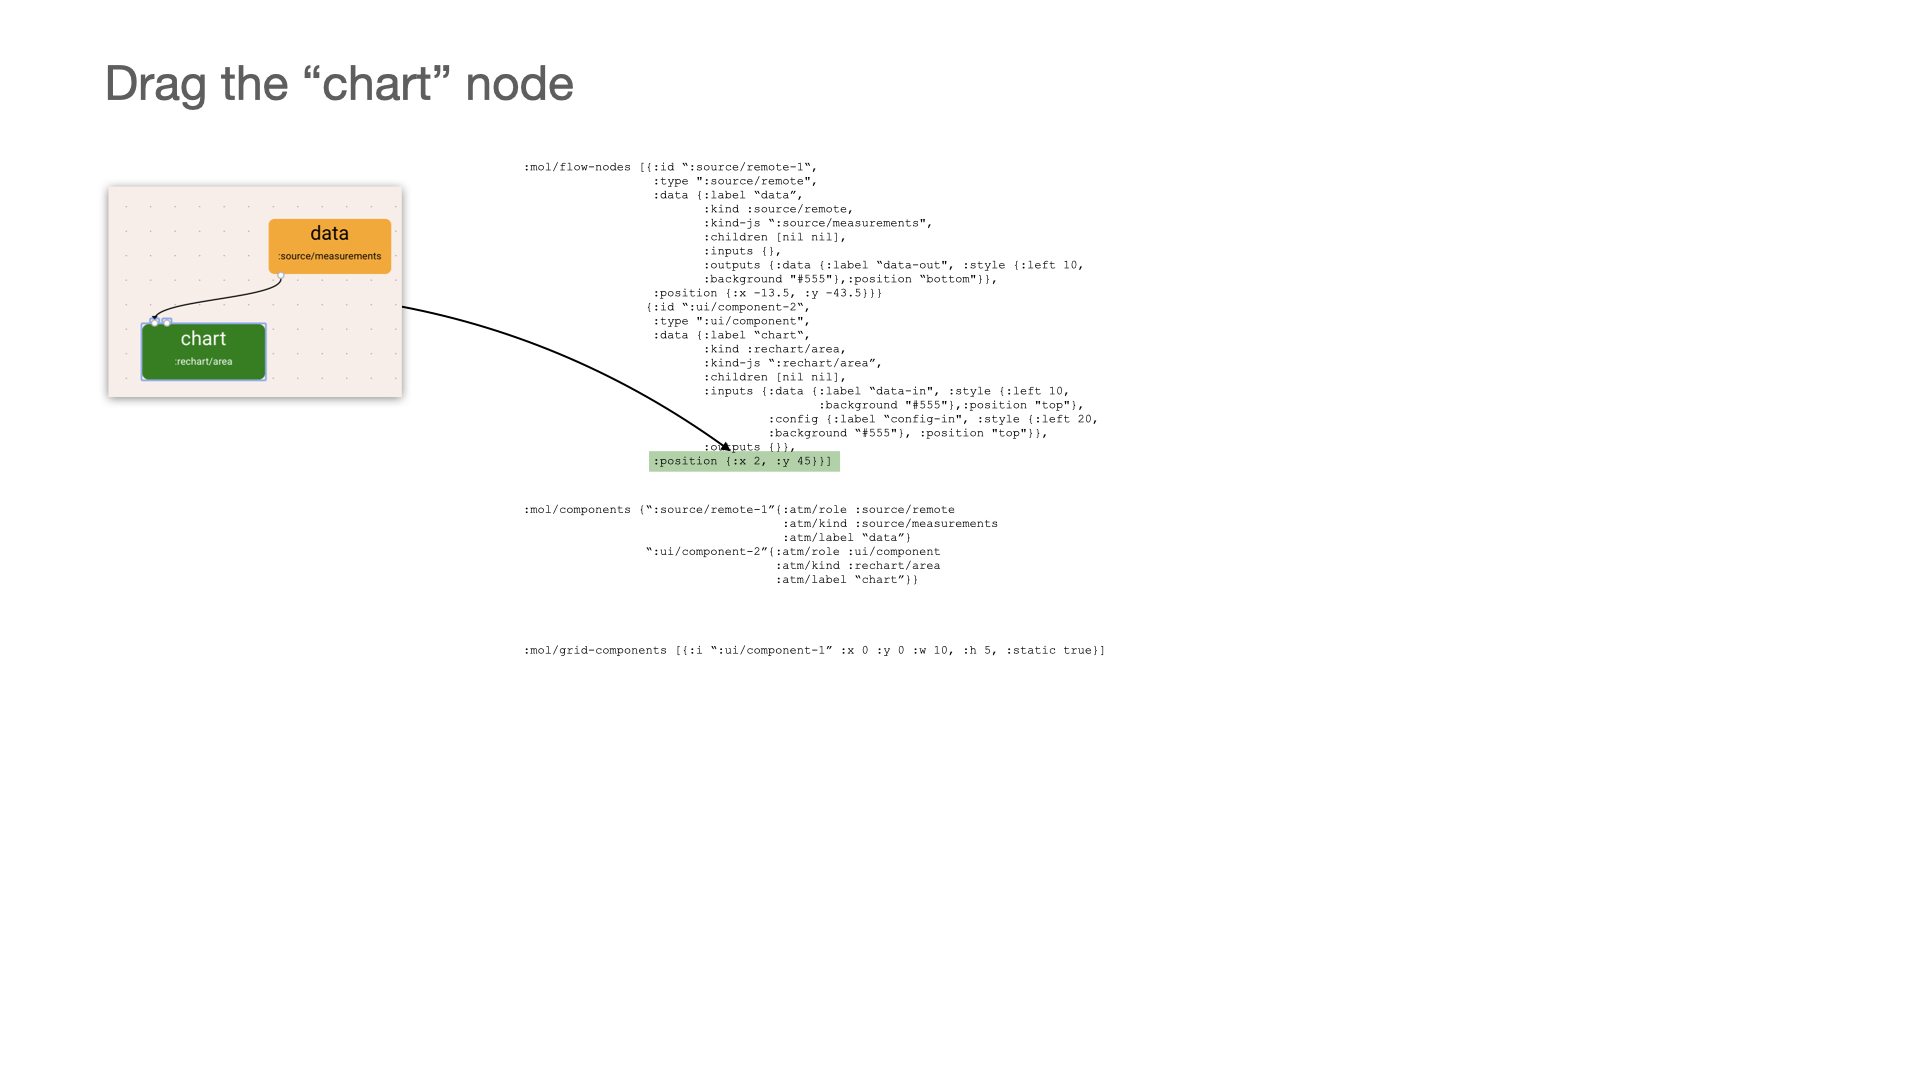 Drag the “chart” node
data
:source/measurements
chart
:rechart/area
:mol/flow-nodes [{:id “:source/remote-1“,
:type ":source/remote",
:data {:label “data”,
:kind :source/remote,
:kind-js “:source/measurements",
:children [nil nil],
:inputs {},
:outputs {:data {:label “data-out", :style {:left 10,
:background "#555"},:position “bottom"}},
:position {:x -13.5, :y -43.5}}}
{:id “:ui/component-2“,
:type ":ui/component",
:data {:label “chart“,
:kind :rechart/area,
:kind-js “:rechart/area”,
:children [nil nil],
:inputs {:data {:label “data-in", :style {:left 10,
:background "#555"},:position "top"},
:config {:label “config-in", :style {:left 20,
:background “#555"}, :position "top"}},
:outputs {}},
:position {:x 2, :y 45}}]
:mol/components {“:source/remote-1”{:atm/role :source/remote
:atm/kind :source/measurements
:atm/label “data”}
“:ui/component-2”{:atm/role :ui/component
:atm/kind :rechart/area
:atm/label “chart”}}
:mol/grid-components [{:i “:ui/component-1” :x 0 :y 0 :w 10, :h 5, :static true}]